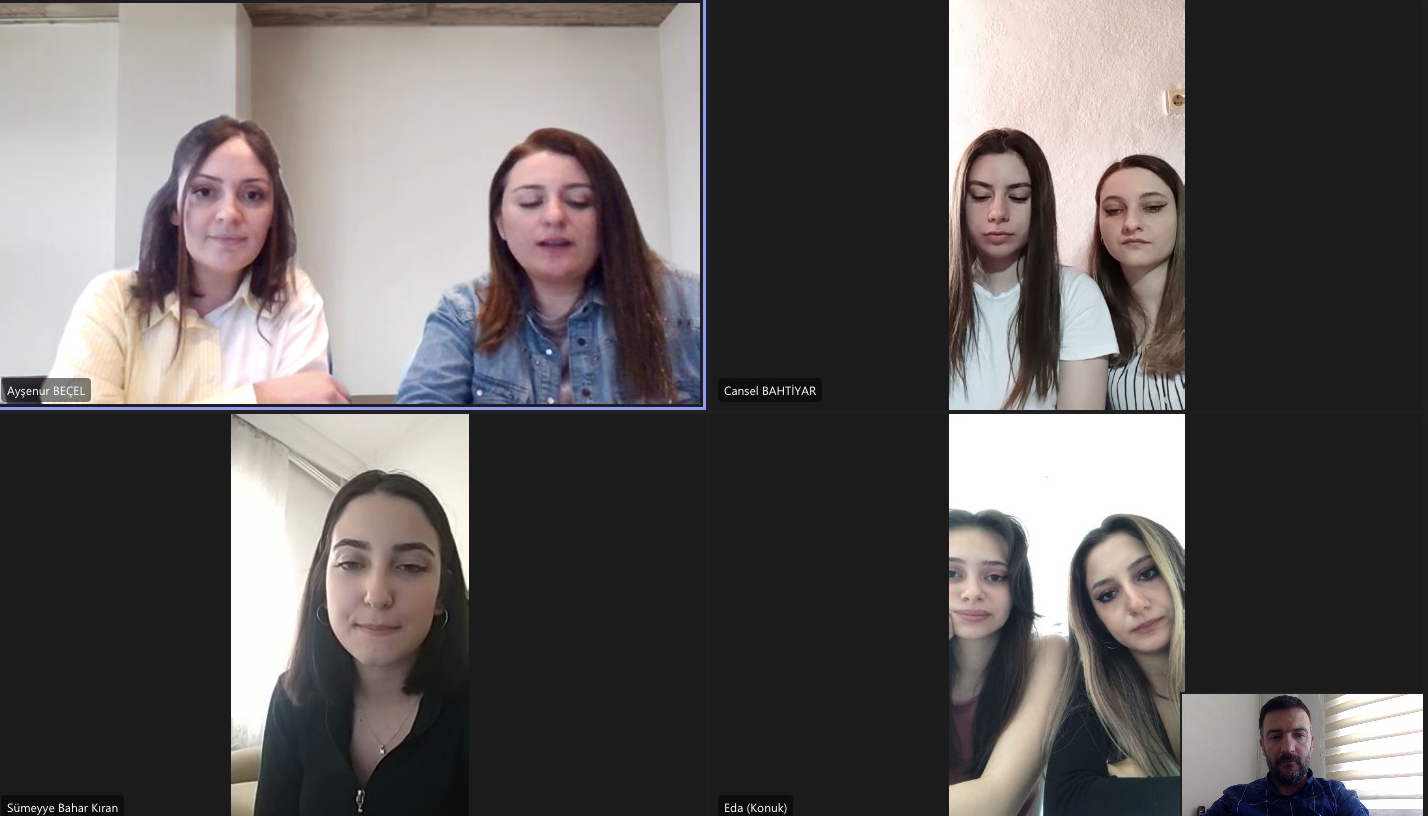 Ayşenur BEÇEL
Cansel BAHTİYAR
Sümeyye Bahar Kıran
Eda (Konuk)